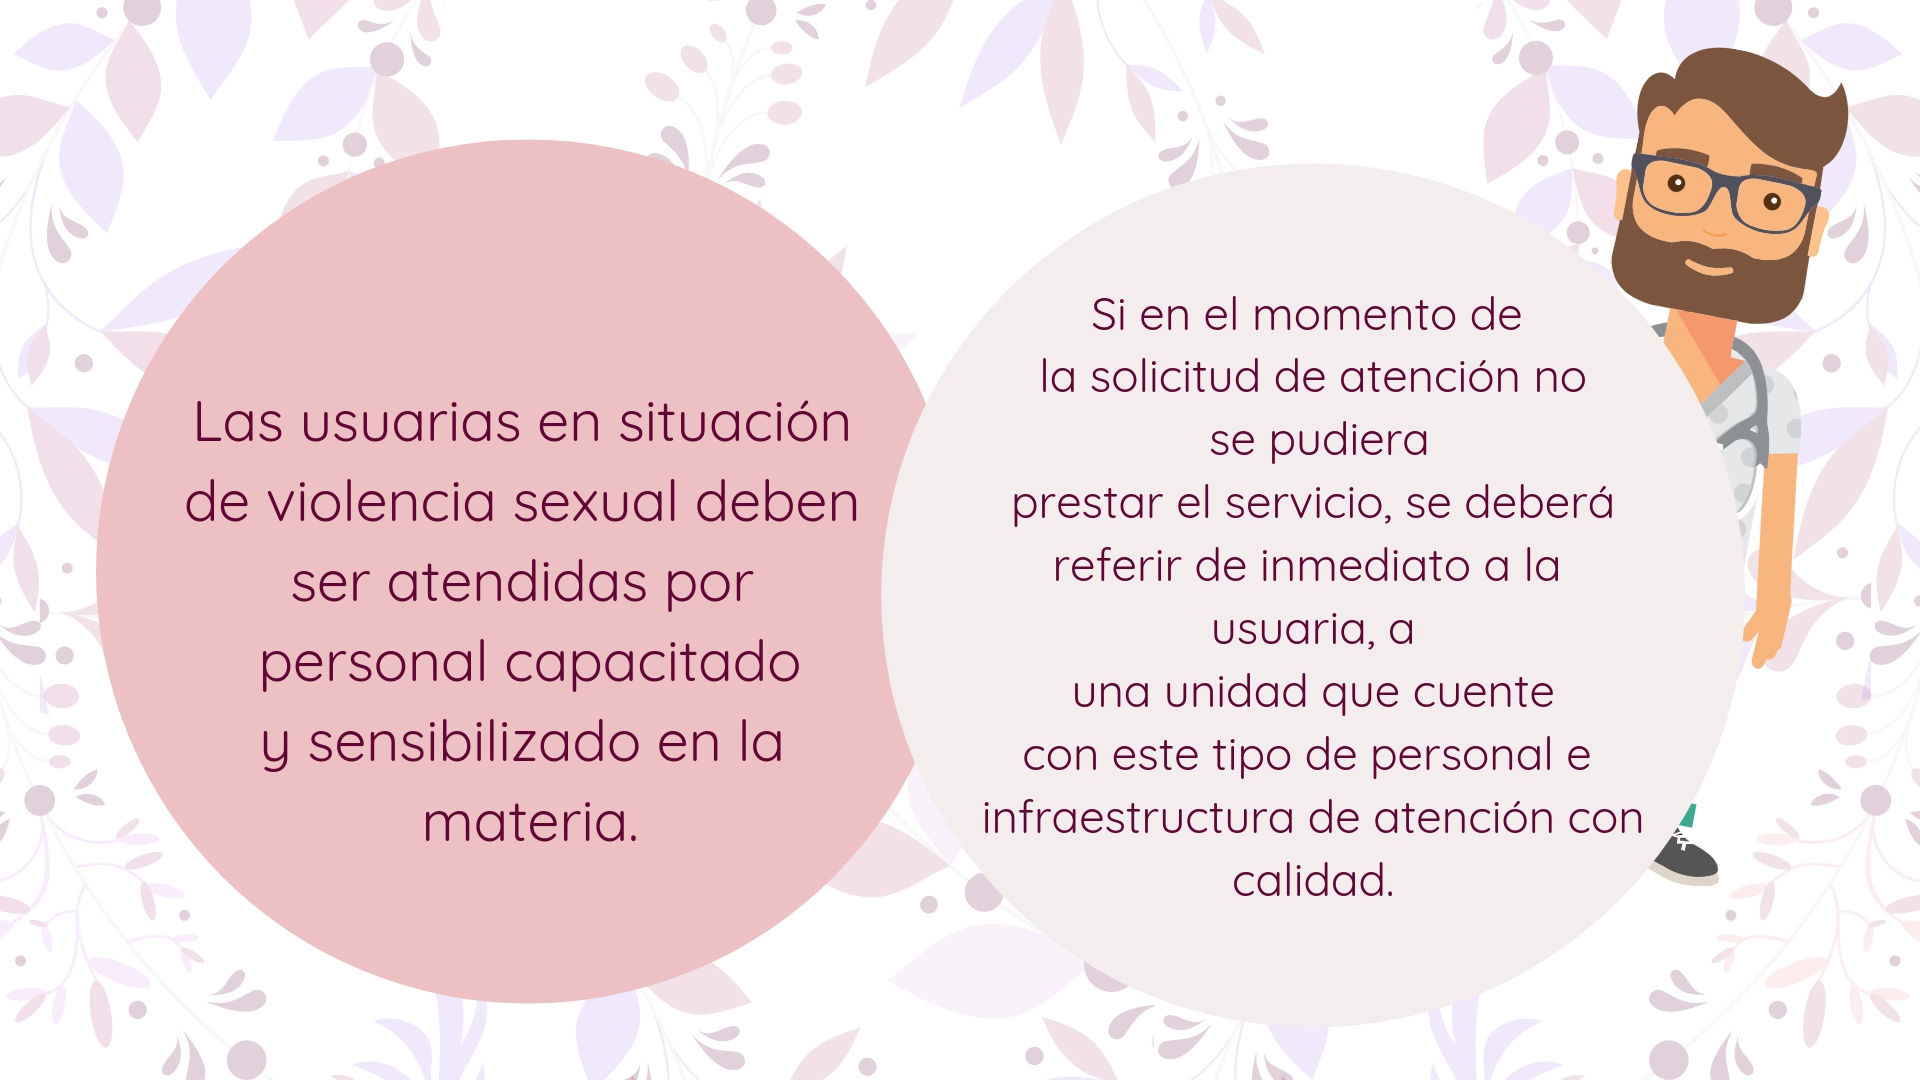 Las usuarias en situación
de violencia sexual deben
ser atendidas por
personal capacitado
y sensibilizado en la
materia.
Si en el momento de
la solicitud de atención no
se pudiera
prestar el servicio, se deberá
referir de inmediato a la
usuaria, a
una unidad que cuente
con este tipo de personal e
infraestructura de atención con
calidad.